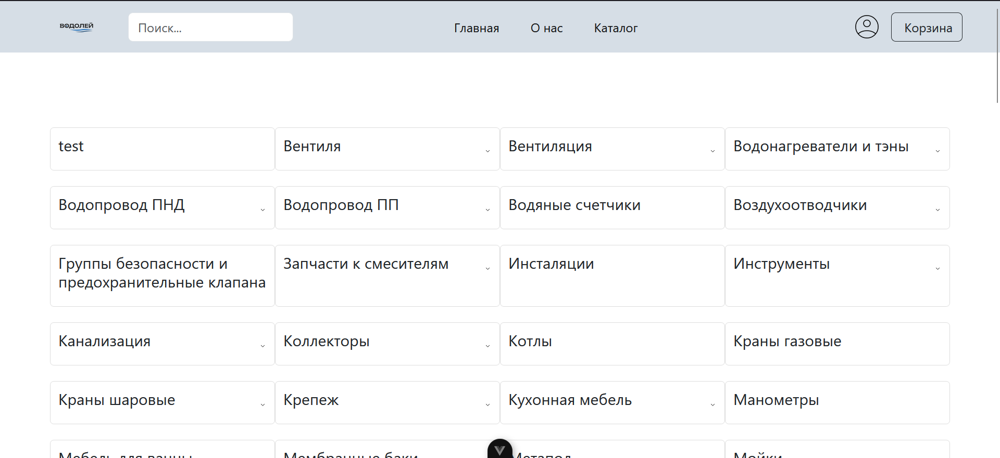 ВОДОЛЕЙ
Поиск...
Главная
О нас
Каталог
Корзина
test
Вентиля
Вентиляция
Водонагреватели и тэны
Водопровод ПНД
Водопровод ПП
Водяные счетчики
Воздухоотводчики
Группы безопасности и
предохранительные клапана
Запчасти к смесителям
Инсталяции
Инструменты
Канализация
Коллекторы
Котлы
Краны газовые
Краны шаровые
Крепеж
Кухонная мебель
Манометры
Мебель для ванны
Мембранные баки
Метапол
Мойки